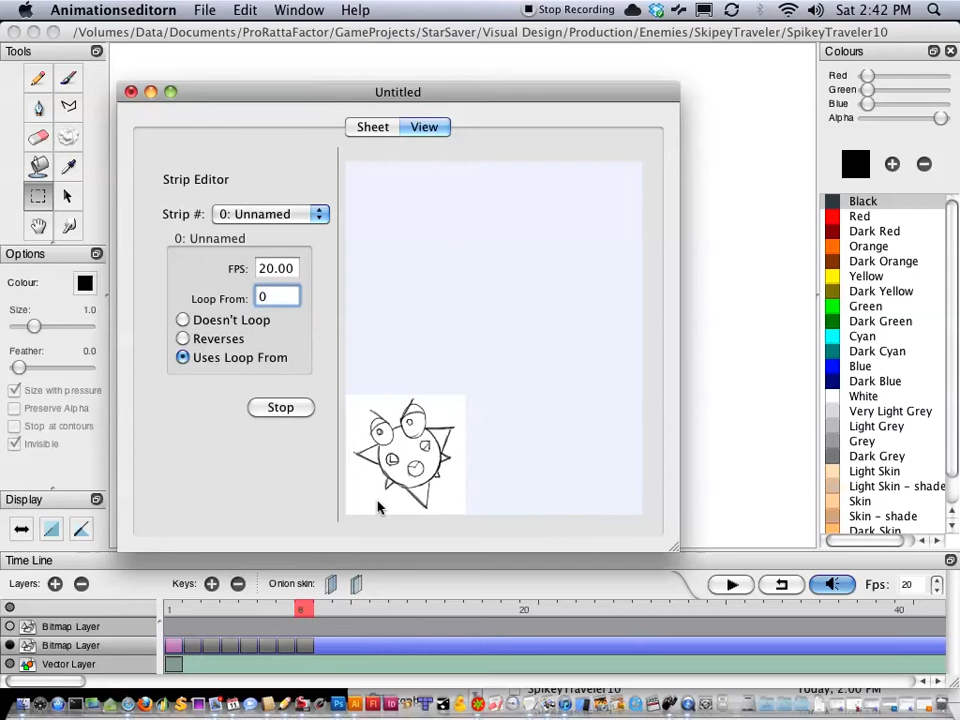 Animationseditorn File Edit Window Help Stop Recording Sat 2:42 PM
/Volumes/Data/Documents/ProRattaFactor/GameProjects/StarSaver/Visual Design/Production/Enemies/SkipeyTraveler/SpikeyTraveler10
Tools
Colours
Red
Green
Blue
Alpha
Untitled
Sheet View
Strip Editor
Strip #: 0: Unnamed
0: Unnamed
FPS: 20.00
Loop From: 0
Doesn't Loop
Reverses
Uses Loop From
Stop
Options
Colour:
Size: 1.0
Feather: 0.0
Size with pressure
Preserve Alpha
Stop at contours
Invisible
Display
Black
Red
Dark Red
Orange
Dark Orange
Yellow
Dark Yellow
Green
Dark Green
Cyan
Dark Cyan
Blue
Dark Blue
White
Very Light Grey
Light Grey
Grey
Dark Grey
Light Skin
Light Skin - shade
Skin
Skin - shade
Dark Skin
Time Line
Layers: Keys: Onion skin: Fps: 20
1 8 20 40
Bitmap Layer
Bitmap Layer
Vector Layer
SpikeyTraveler10 Today, 2:00 PM